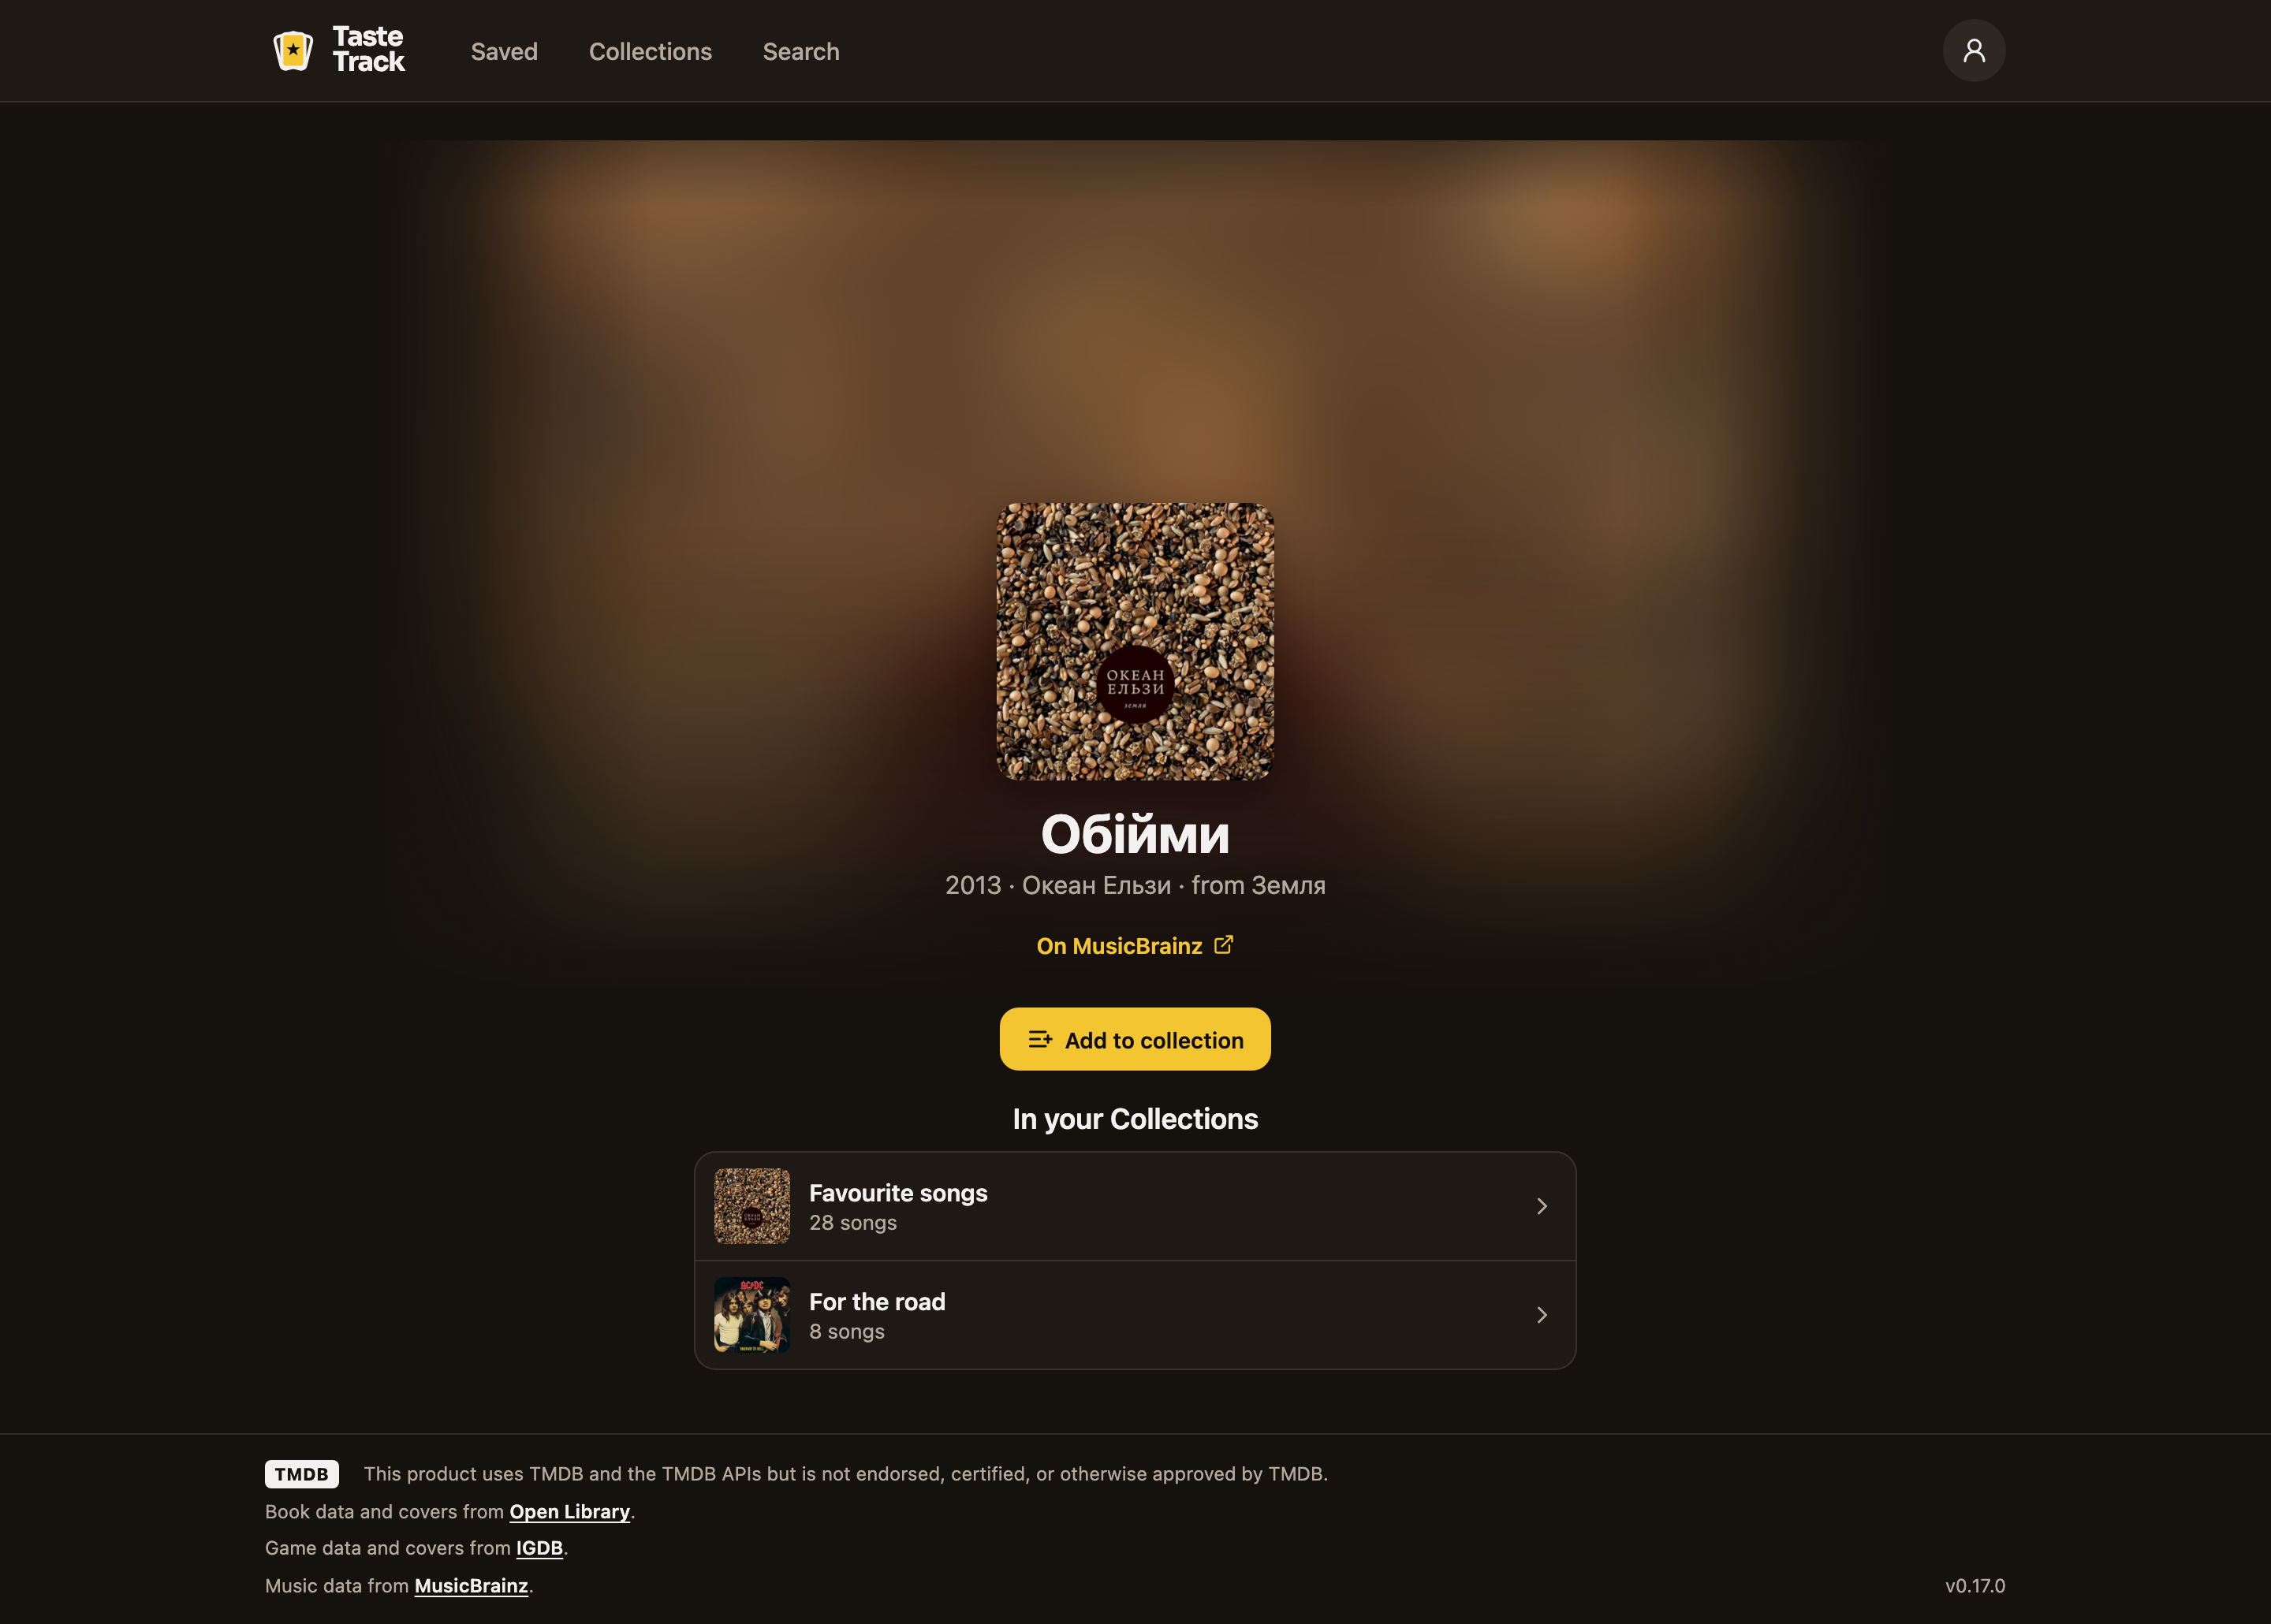 Taste
Track
Saved
Collections
Search
ОКЕАН
ЕЛЬЗИ
земля
Обійми
2013 · Океан Ельзи · from Земля
On MusicBrainz
Add to collection
In your Collections
Favourite songs
28 songs
AC/DC
For the road
8 songs
TMDB This product uses TMDB and the TMDB APIs but is not endorsed, certified, or otherwise approved by TMDB.
Book data and covers from Open Library.
Game data and covers from IGDB.
Music data from MusicBrainz.
v0.17.0